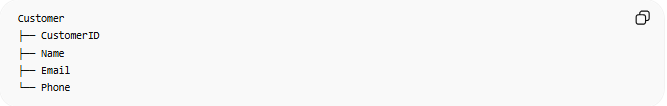 Customer
├── CustomerID
├── Name
├── Email
└── Phone